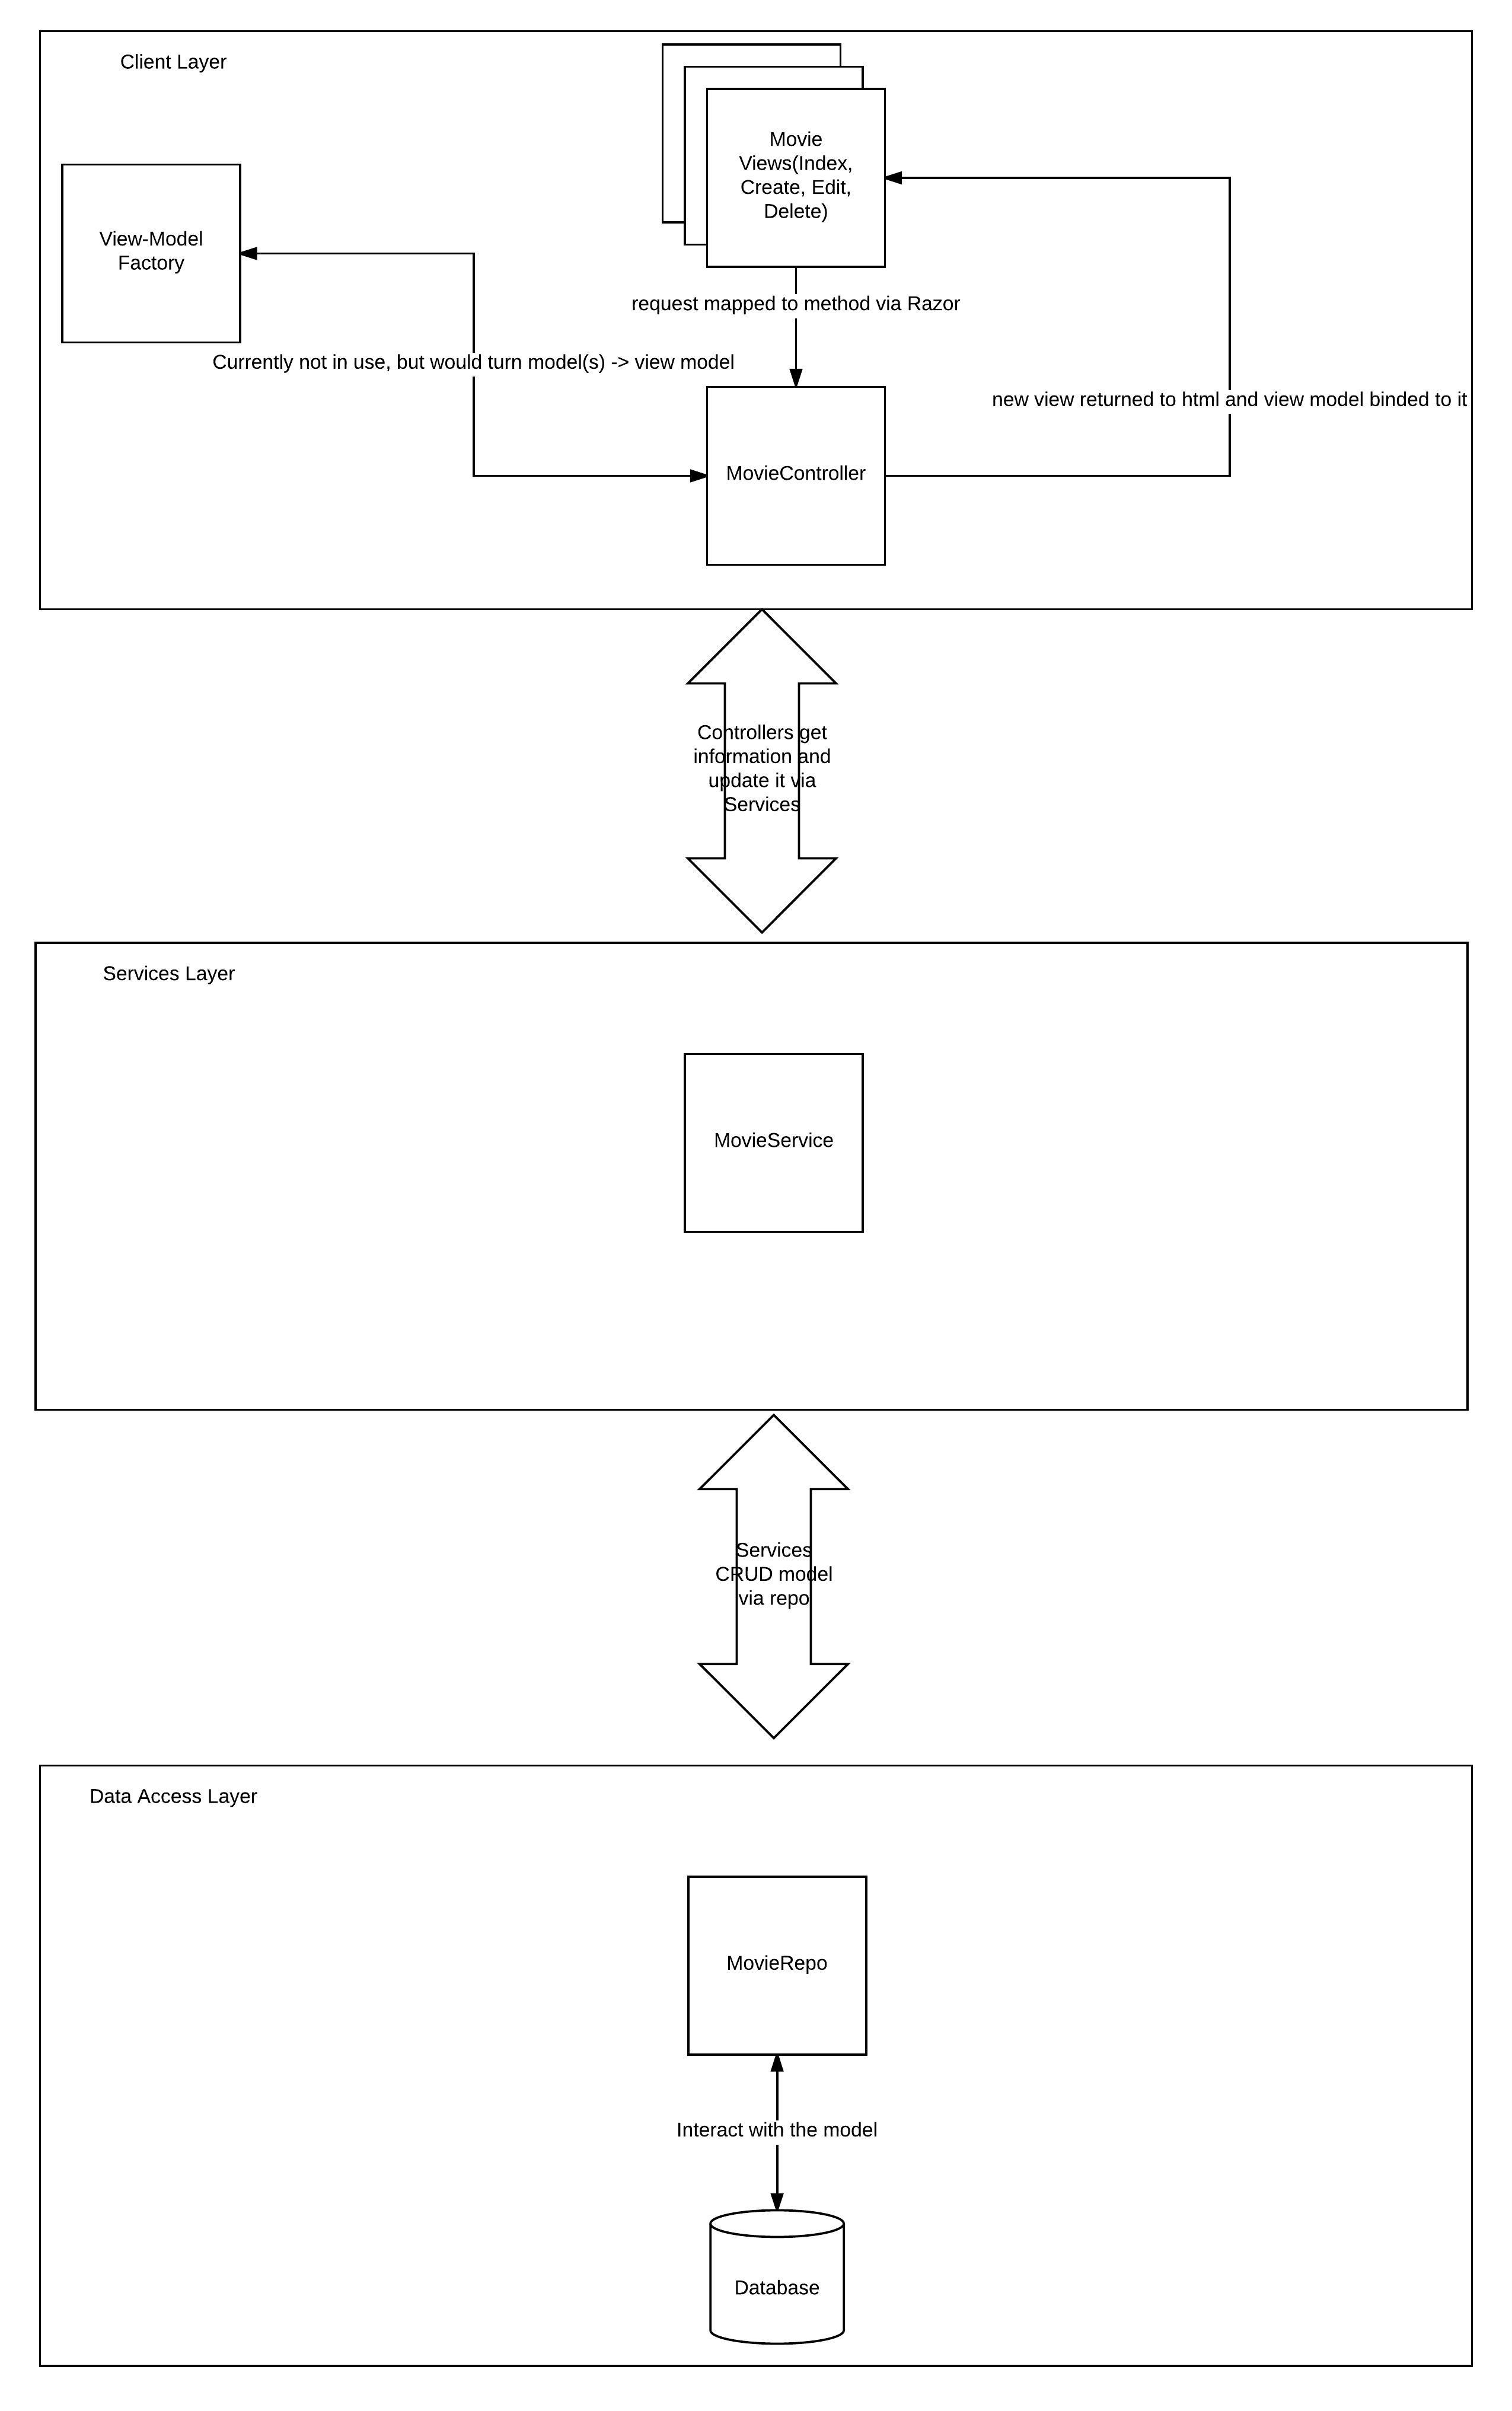 Client Layer
Movie
Views(Index,
Create, Edit,
Delete)
View-Model
Factory
request mapped to method via Razor
Currently not in use, but would turn model(s) -> view model
new view returned to html and view model binded to it
MovieController
Controllers get
information and
update it via
Services
Services Layer
MovieService
Services
CRUD model
via repo
Data Access Layer
MovieRepo
Interact with the model
Database